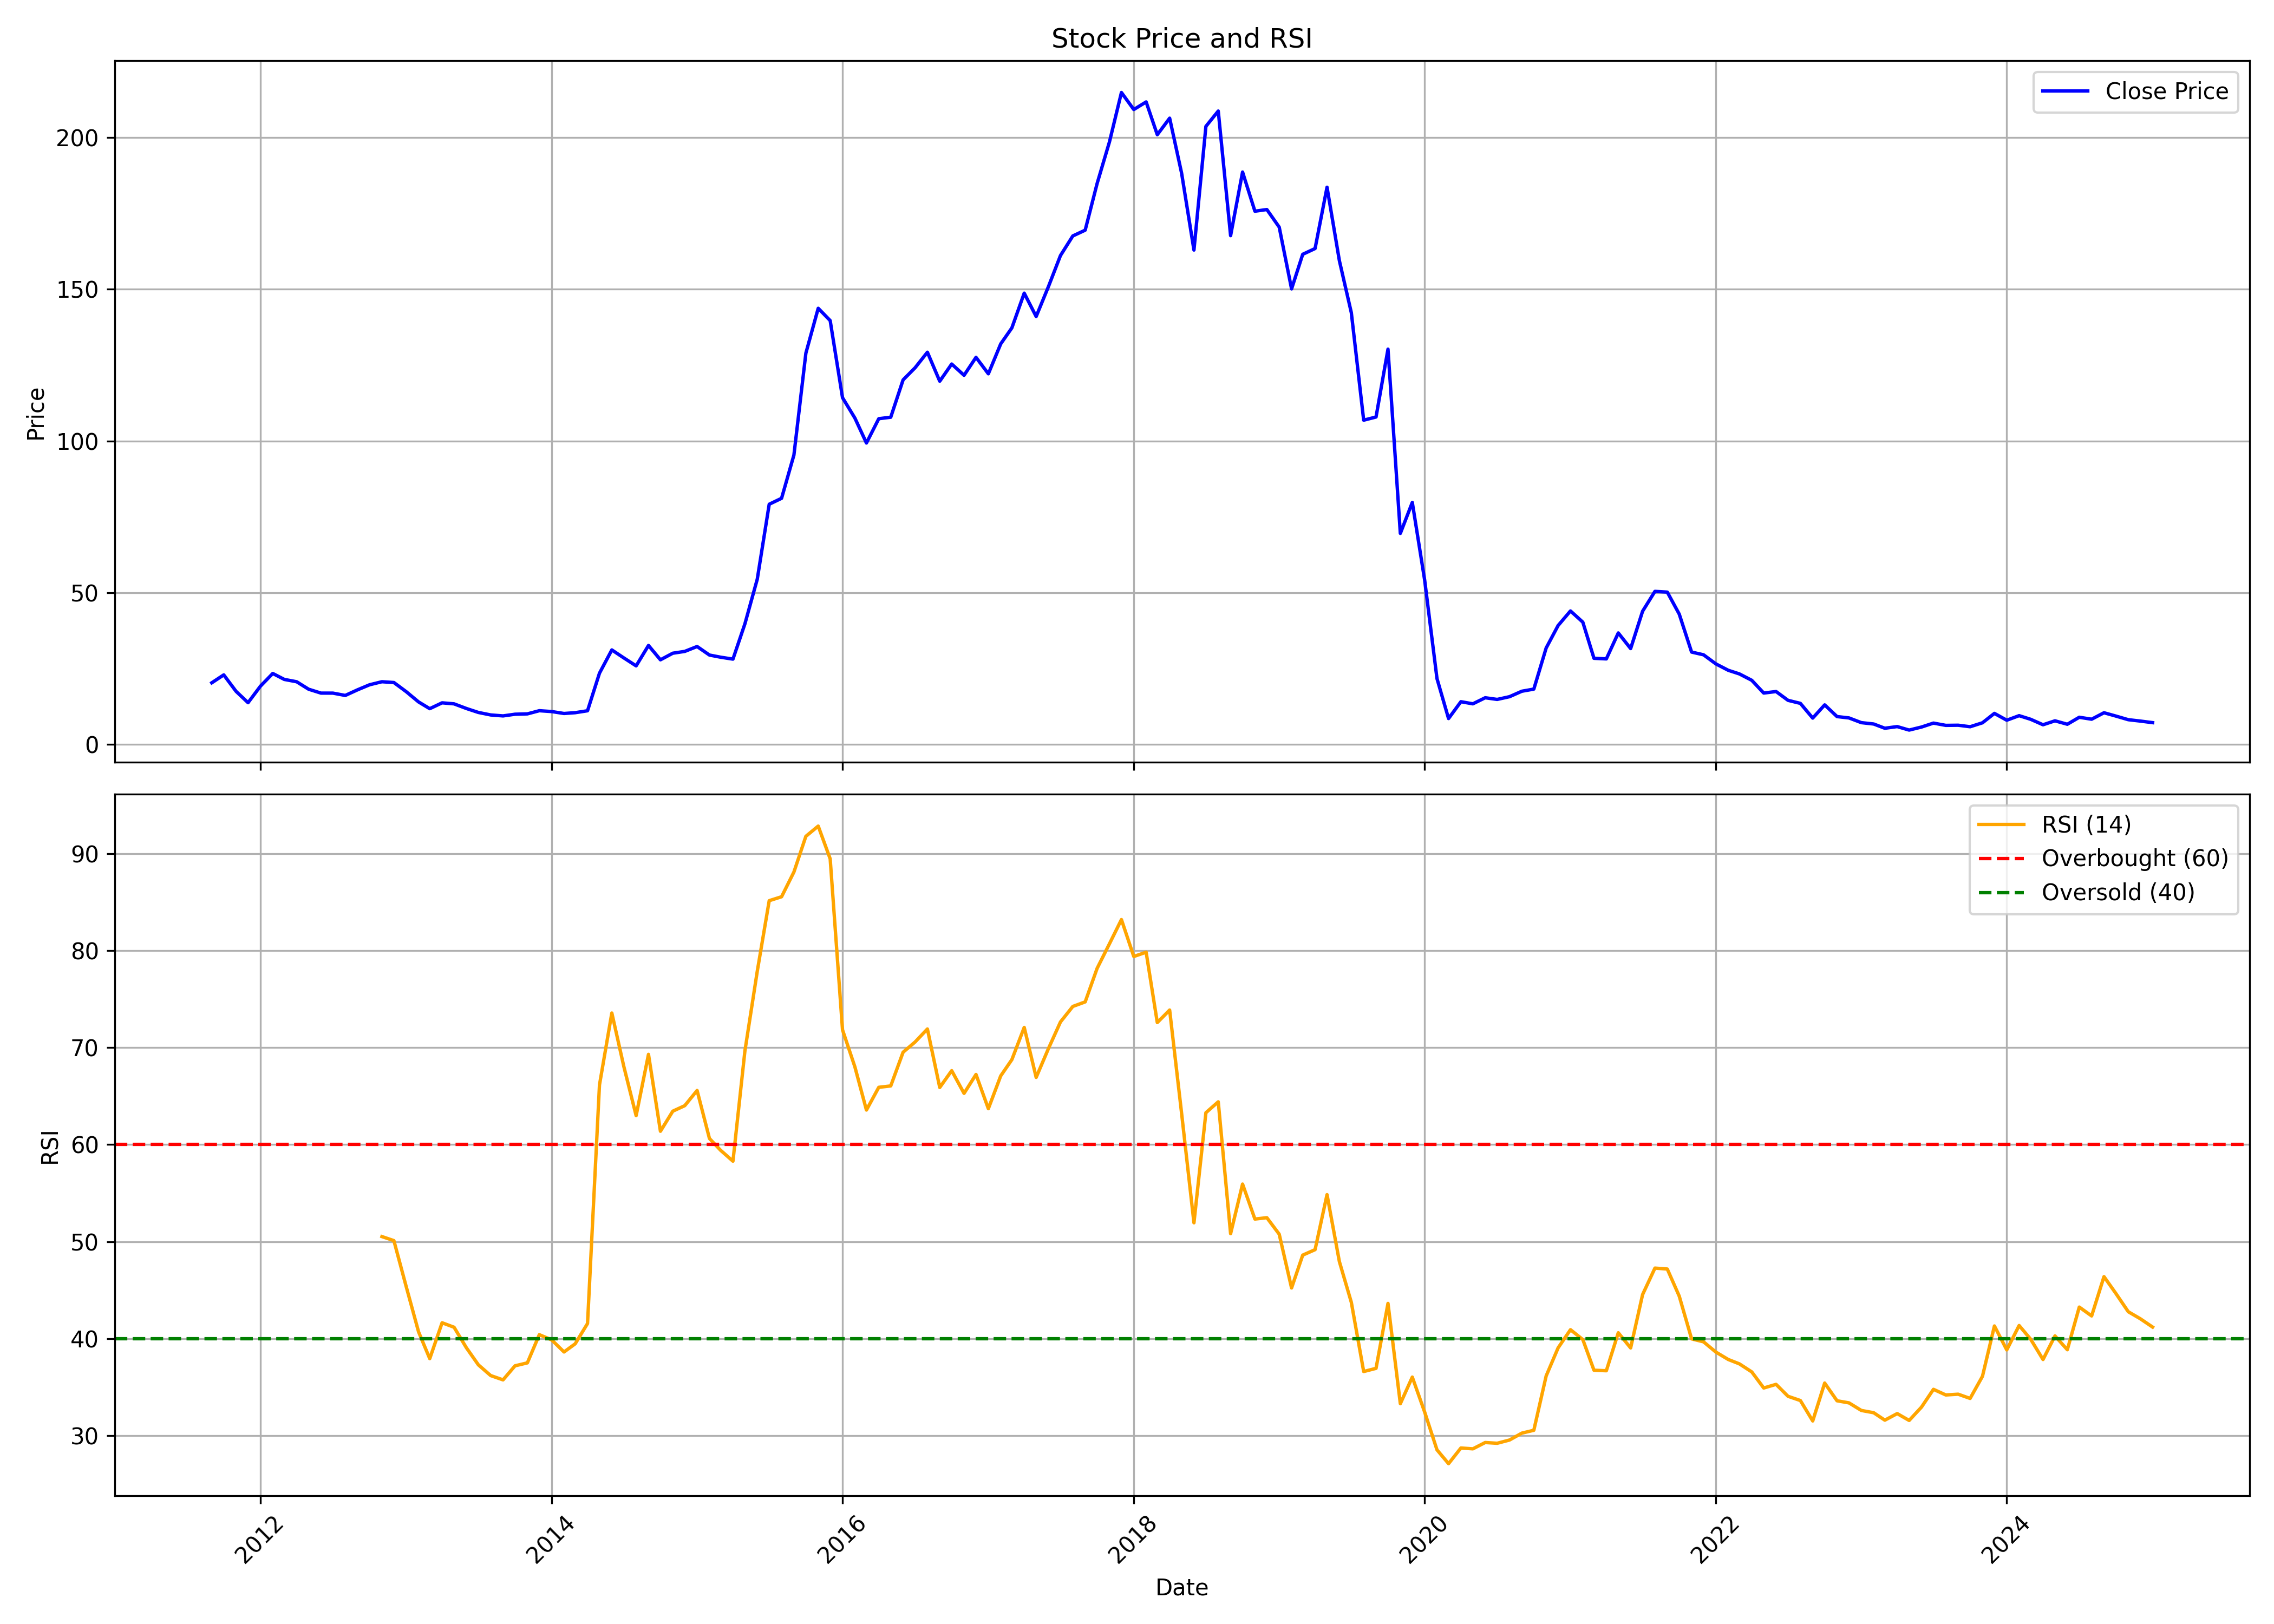 Stock Price and RSI
Close Price
200
150
100
50
0
Price
RSI (14)
Overbought (60)
Oversold (40)
90
80
70
60
50
40
30
RSI
2012
2014
2016
2018
2020
2022
2024
Date